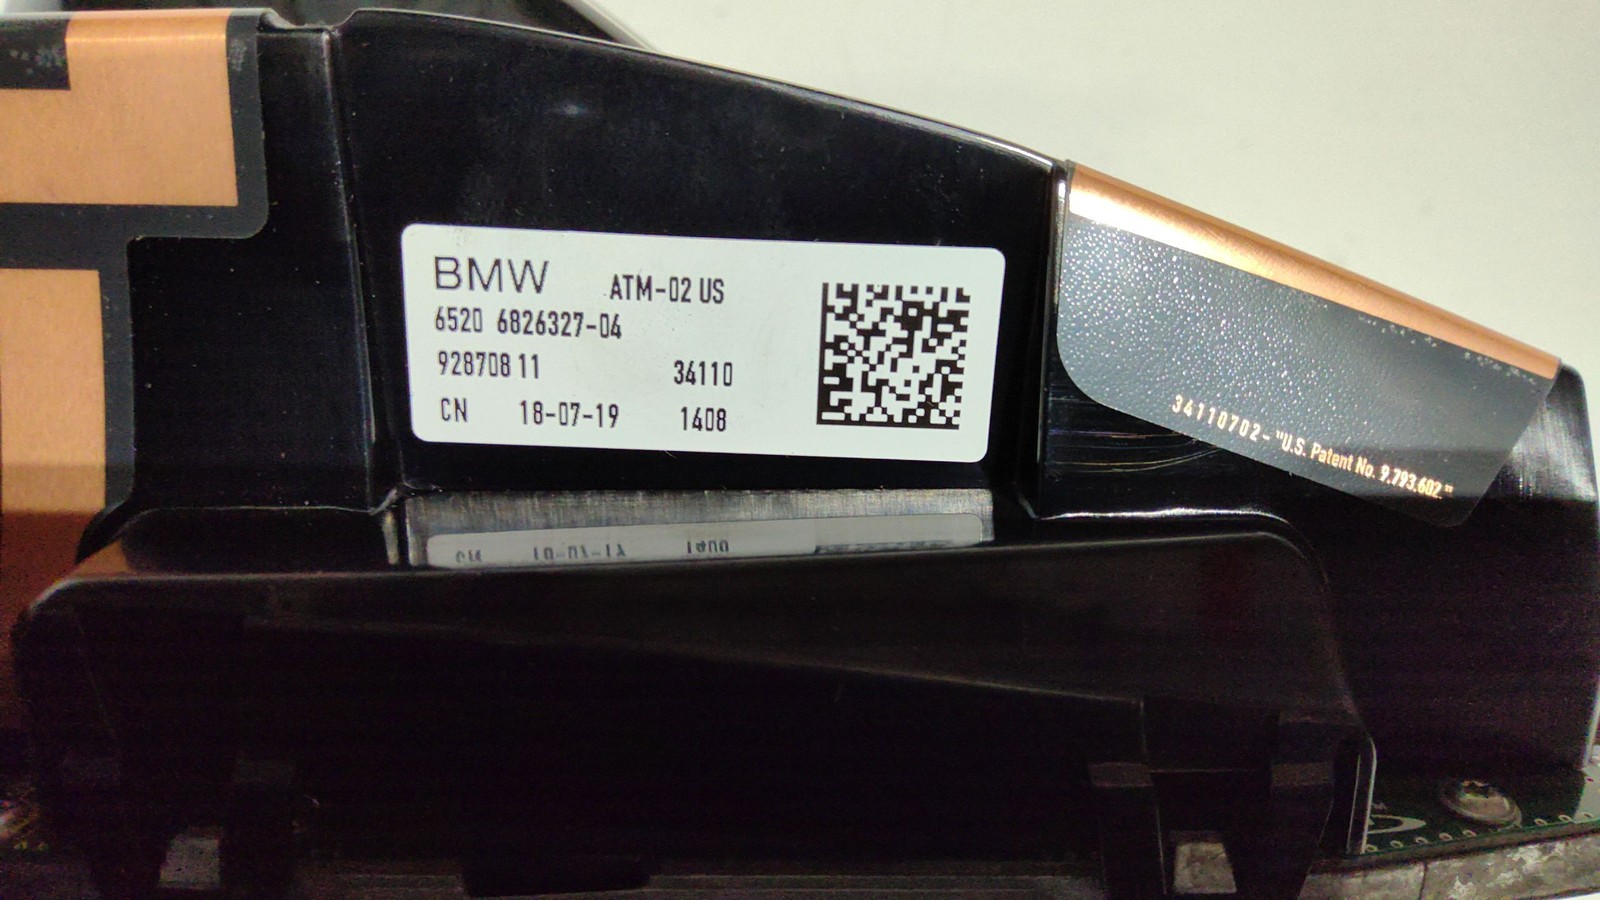 BMW ATM-02 US
6520 6826327-04
928708 11 34110
CN 18-07-19 1408
34110702- "U.S. Patent No. 9,793,602"